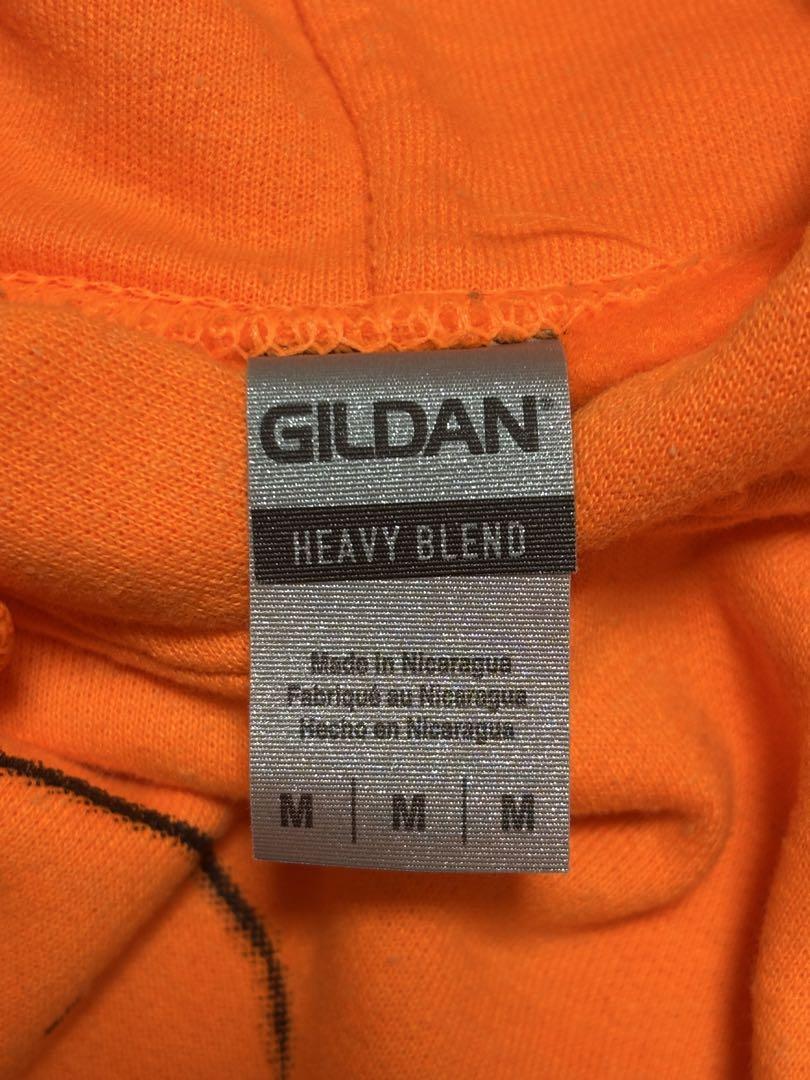 GILDAN®
HEAVY BLEND
Made in Nicaragua
Fabriqué au Nicaragua
Hecho en Nicaragua
M | M | M